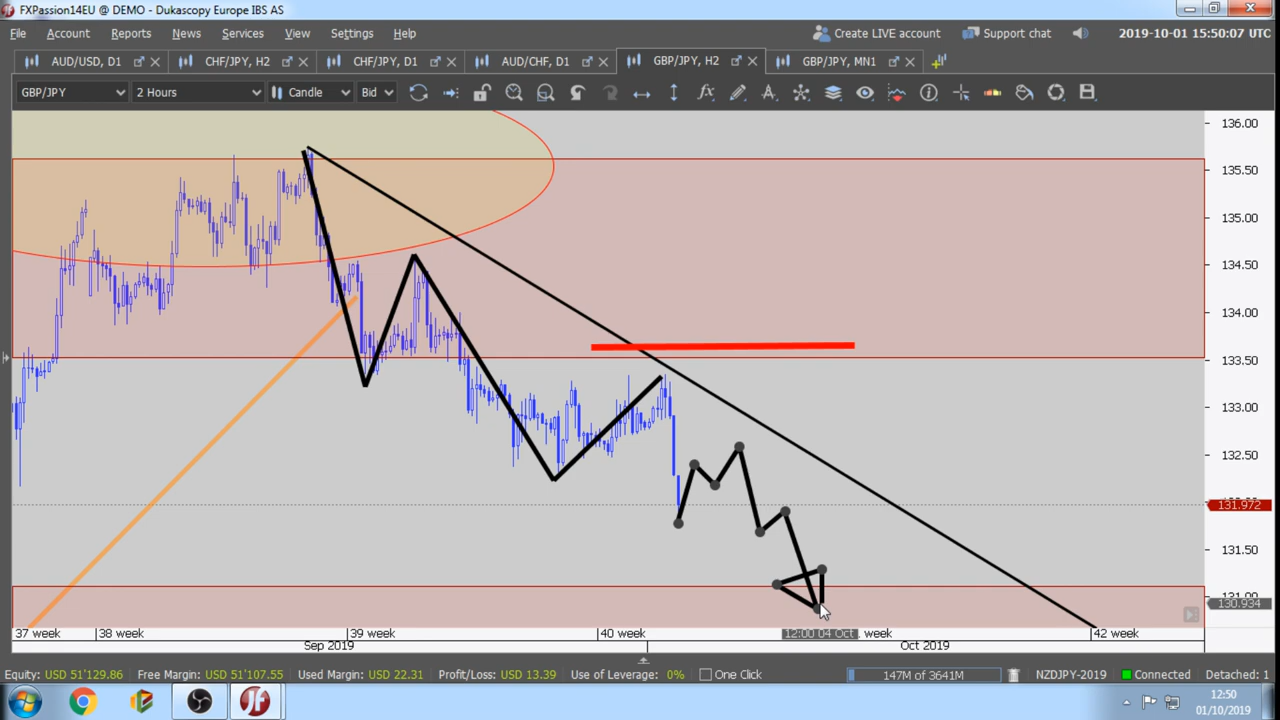 FXPassion14EU @ DEMO - Dukascopy Europe IBS AS
File Account Reports News Services View Settings Help Create LIVE account Support chat 2019-10-01 15:50:07 UTC
AUD/USD, D1 CHF/JPY, H2 CHF/JPY, D1 AUD/CHF, D1 GBP/JPY, H2 GBP/JPY, MN1
GBP/JPY 2 Hours Candle Bid
136.00
135.50
135.00
134.50
134.00
133.50
133.00
132.50
131.972
131.50
130.934
37 week 38 week 39 week 40 week 12:00 04 Oct week 42 week
Sep 2019 Oct 2019
Equity: USD 51'129.86 Free Margin: USD 51'107.55 Used Margin: USD 22.31 Profit/Loss: USD 13.39 Use of Leverage: 0% One Click 147M of 3641M NZDJPY-2019 Connected Detached: 1
12:50
01/10/2019